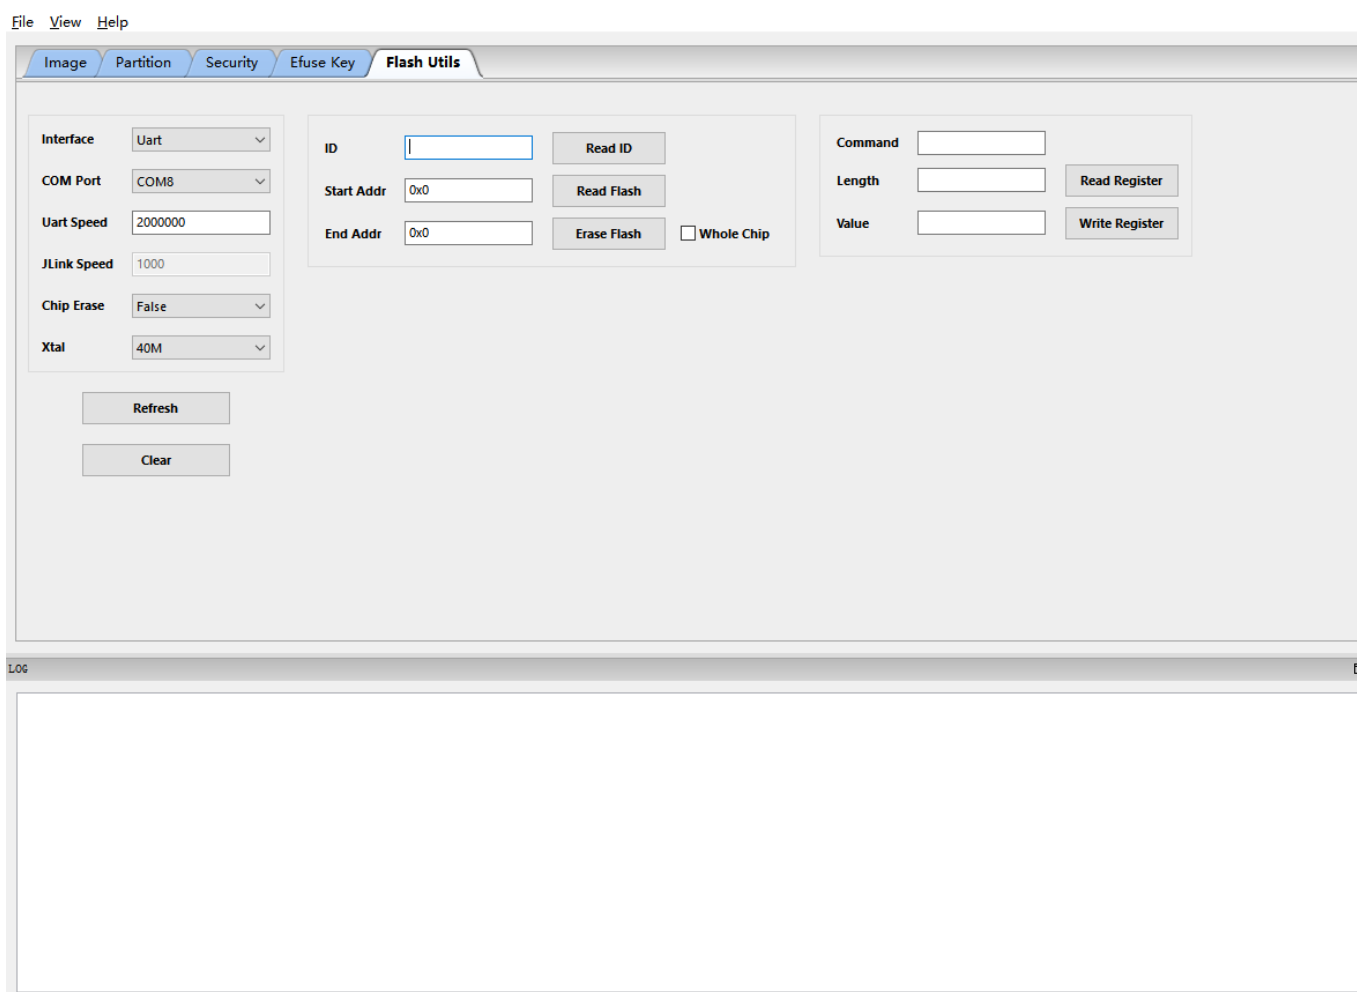 File View Help
Image Partition Security Efuse Key Flash Utils
Interface Uart
COM Port COM8
Uart Speed 2000000
JLink Speed 1000
Chip Erase False
Xtal 40M
Refresh
Clear
ID Read ID
Start Addr 0x0 Read Flash
End Addr 0x0 Erase Flash Whole Chip
Command
Length Read Register
Value Write Register
LOG